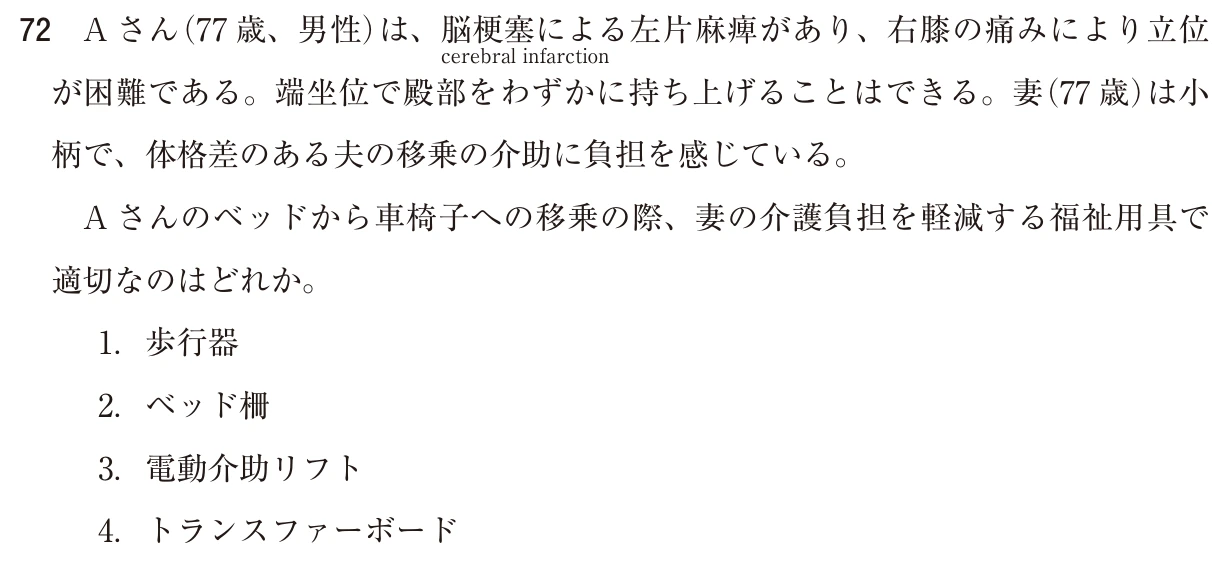 72 Aさん(77歳、男性)は、脳梗塞による左片麻痺があり、右膝の痛みにより立位
cerebral infarction
が困難である。端坐位で殿部をわずかに持ち上げることはできる。妻(77歳)は小
柄で、体格差のある夫の移乗の介助に負担を感じている。
Aさんのベッドから車椅子への移乗の際、妻の介護負担を軽減する福祉用具で
適切なのはどれか。
1. 歩行器
2. ベッド柵
3. 電動介助リフト
4. トランスファーボード